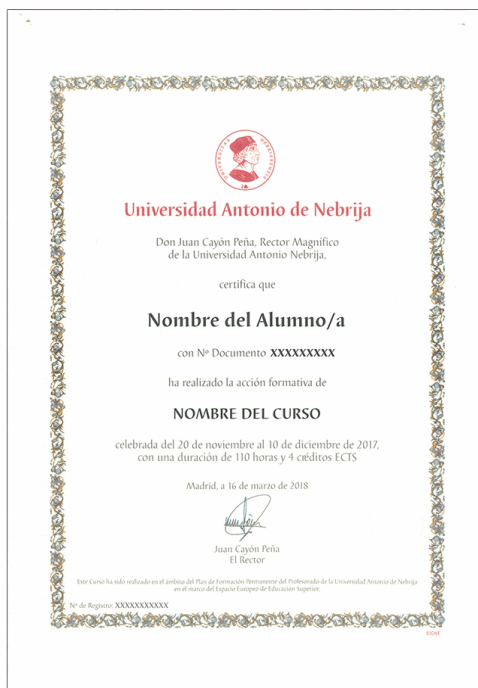 Universidad Antonio de Nebrija
Don Juan Cayón Peña, Rector Magnífico
de la Universidad Antonio Nebrija,
certifica que
Nombre del Alumno/a
con Nº Documento XXXXXXXXX
ha realizado la acción formativa de
NOMBRE DEL CURSO
celebrada del 20 de noviembre al 10 de diciembre de 2017,
con una duración de 110 horas y 4 créditos ECTS
Madrid, a 16 de marzo de 2018
Juan Cayón Peña
El Rector
Este Curso ha sido realizado en el ámbito del Plan de Formación Permanente del Profesorado de la Universidad Antonio de Nebrija
en el marco del Espacio Europeo de Educación Superior.
Nº de Registro: XXXXXXXXXXX